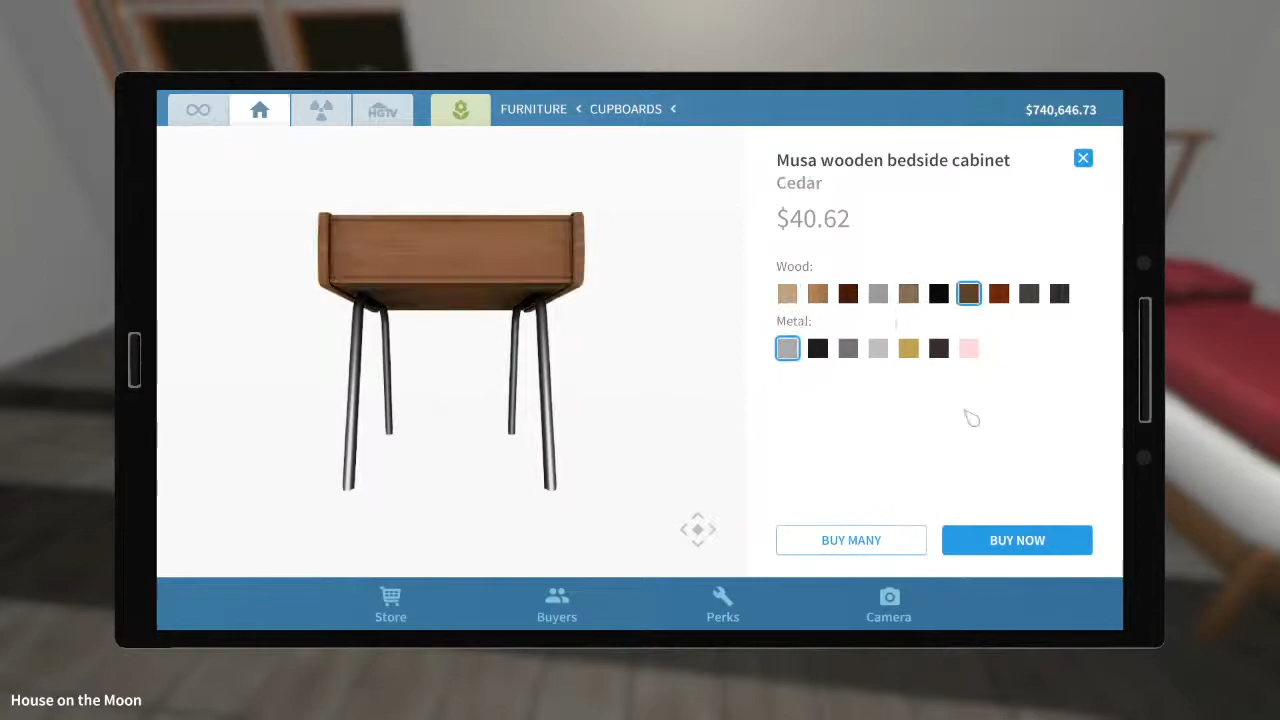 HGTV
FURNITURE < CUPBOARDS <
$740,646.73
Musa wooden bedside cabinet
Cedar
$40.62
Wood:
Metal:
BUY MANY
BUY NOW
Store
Buyers
Perks
Camera
House on the Moon